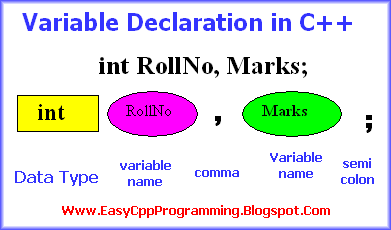 Variable Declaration in C++
int RollNo, Marks;
int RollNo , Marks ;
Data Type variable name comma Variable name semi colon
Www.EasyCppProgramming.Blogspot.Com